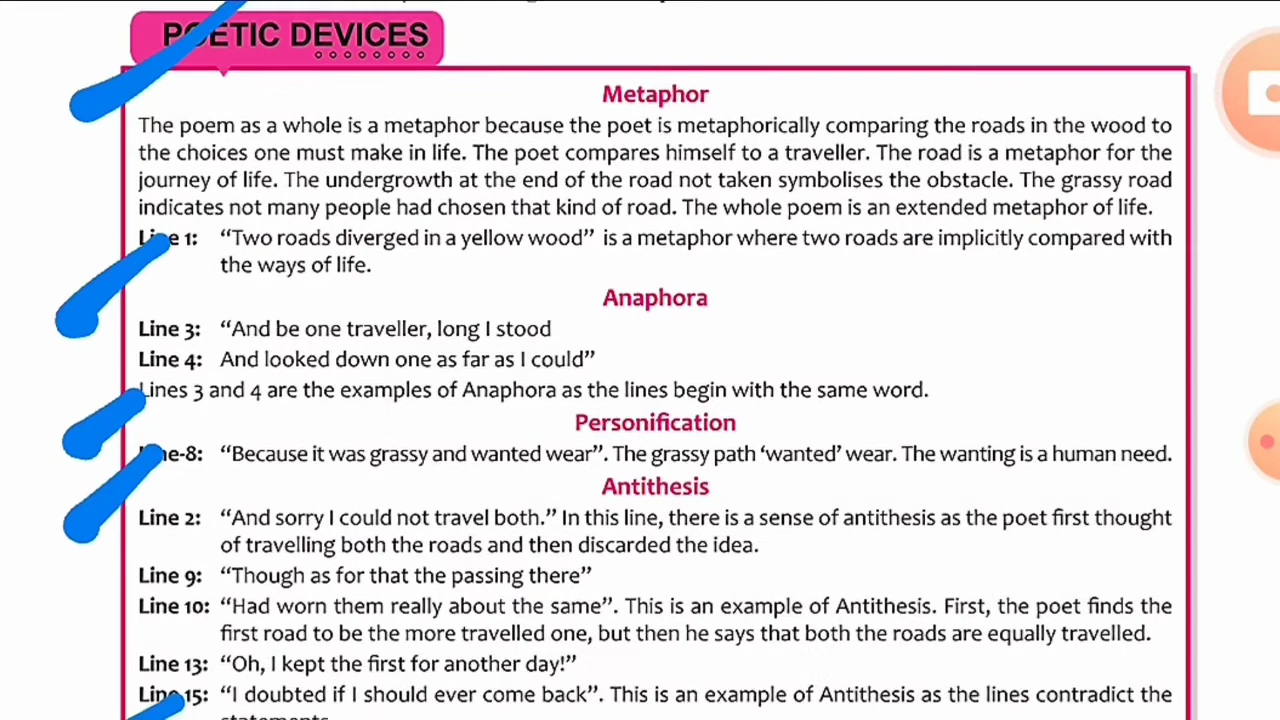 POETIC DEVICES
Metaphor
The poem as a whole is a metaphor because the poet is metaphorically comparing the roads in the wood to
the choices one must make in life. The poet compares himself to a traveller. The road is a metaphor for the
journey of life. The undergrowth at the end of the road not taken symbolises the obstacle. The grassy road
indicates not many people had chosen that kind of road. The whole poem is an extended metaphor of life.
Line 1: “Two roads diverged in a yellow wood” is a metaphor where two roads are implicitly compared with
the ways of life.
Anaphora
Line 3: “And be one traveller, long I stood
Line 4: And looked down one as far as I could”
Lines 3 and 4 are the examples of Anaphora as the lines begin with the same word.
Personification
Line-8: “Because it was grassy and wanted wear”. The grassy path ‘wanted’ wear. The wanting is a human need.
Antithesis
Line 2: “And sorry I could not travel both.” In this line, there is a sense of antithesis as the poet first thought
of travelling both the roads and then discarded the idea.
Line 9: “Though as for that the passing there”
Line 10: “Had worn them really about the same”. This is an example of Antithesis. First, the poet finds the
first road to be the more travelled one, but then he says that both the roads are equally travelled.
Line 13: “Oh, I kept the first for another day!”
Line 15: “I doubted if I should ever come back”. This is an example of Antithesis as the lines contradict the